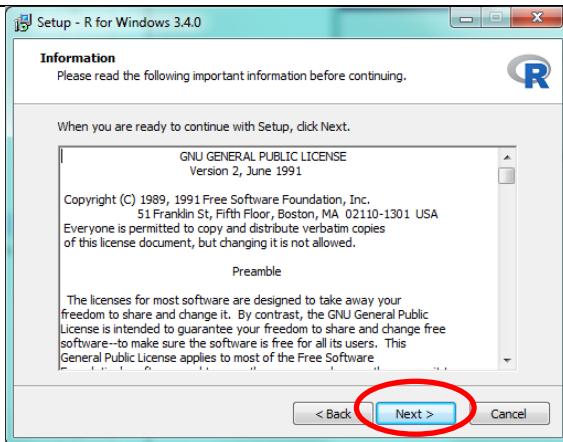 Setup - R for Windows 3.4.0
Information
Please read the following important information before continuing.
R
When you are ready to continue with Setup, click Next.
GNU GENERAL PUBLIC LICENSE
Version 2, June 1991
Copyright (C) 1989, 1991 Free Software Foundation, Inc.
51 Franklin St, Fifth Floor, Boston, MA 02110-1301 USA
Everyone is permitted to copy and distribute verbatim copies
of this license document, but changing it is not allowed.
Preamble
The licenses for most software are designed to take away your
freedom to share and change it. By contrast, the GNU General Public
License is intended to guarantee your freedom to share and change free
software--to make sure the software is free for all its users. This
General Public License applies to most of the Free Software
< Back
Next >
Cancel